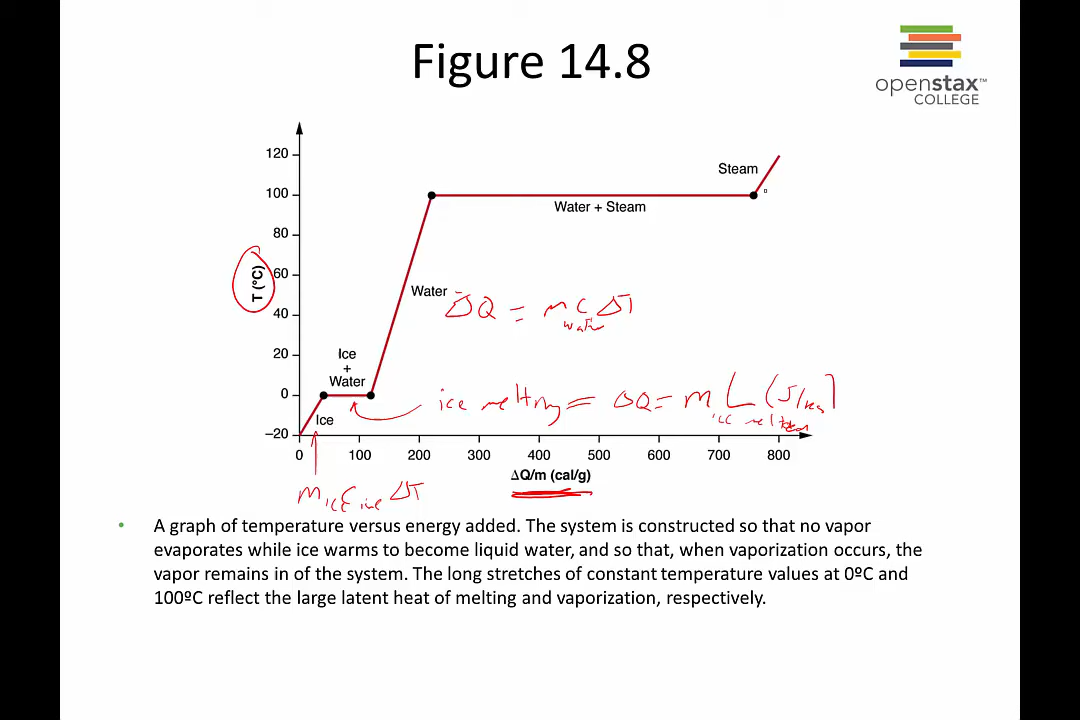 Figure 14.8
openstax™
COLLEGE
120
100
80
60
40
20
0
–20
T (°C)
Steam
Water + Steam
Water
ΔQ = m c water ΔT
Ice
+
Water
ice melting = ΔQ = m L (J/kg)
ice melt
Ice
0 100 200 300 400 500 600 700 800
ΔQ/m (cal/g)
m ice c ice ΔT
• A graph of temperature versus energy added. The system is constructed so that no vapor
evaporates while ice warms to become liquid water, and so that, when vaporization occurs, the
vapor remains in of the system. The long stretches of constant temperature values at 0ºC and
100ºC reflect the large latent heat of melting and vaporization, respectively.